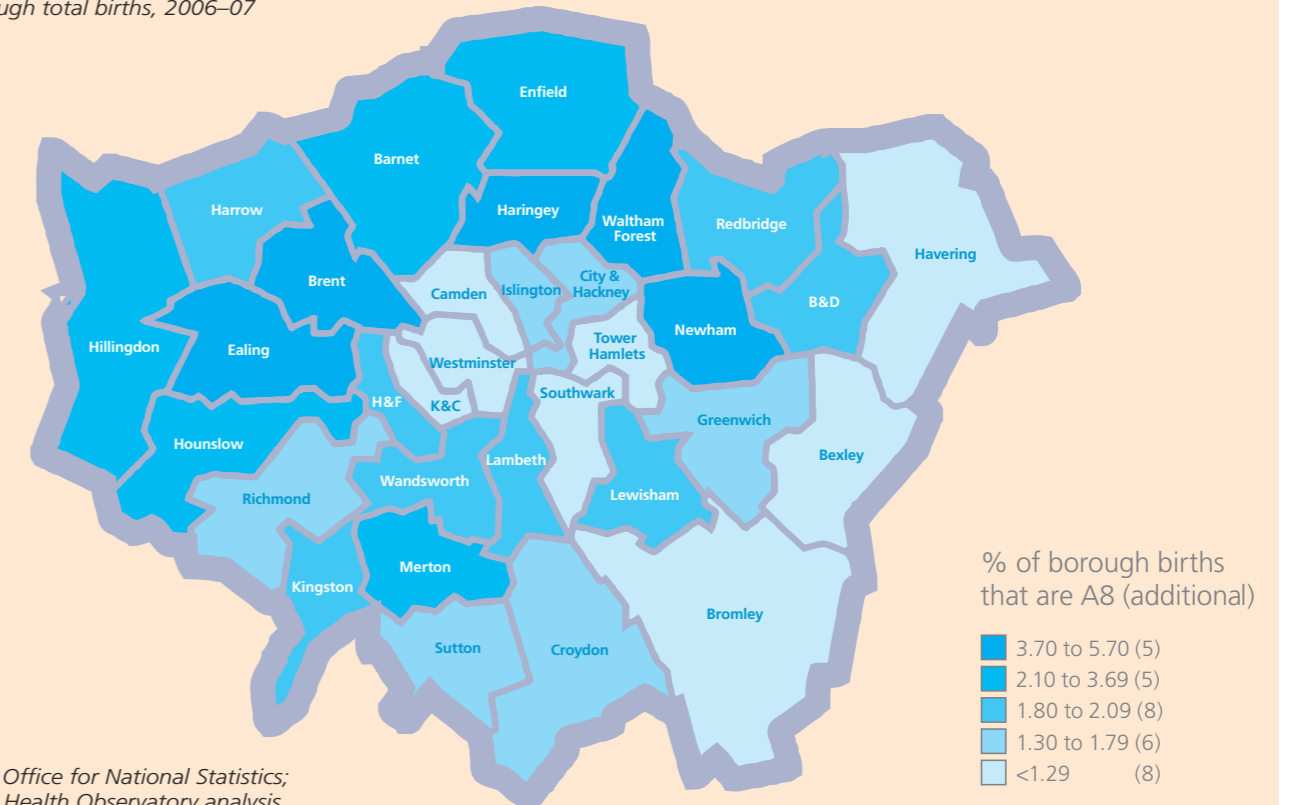 ugh total births, 2006–07
Enfield
Barnet
Haringey
Waltham
Forest
Harrow
Redbridge
Havering
Brent
Camden
Islington
City &
Hackney
B&D
Hillingdon
Ealing
Westminster
Tower
Hamlets
Newham
H&F
K&C
Southwark
Greenwich
Hounslow
Bexley
Lambeth
Richmond
Wandsworth
Lewisham
Kingston
Merton
Bromley
Sutton
Croydon
% of borough births
that are A8 (additional)
3.70 to 5.70 (5)
2.10 to 3.69 (5)
1.80 to 2.09 (8)
1.30 to 1.79 (6)
<1.29 (8)
Office for National Statistics;
Health Observatory analysis